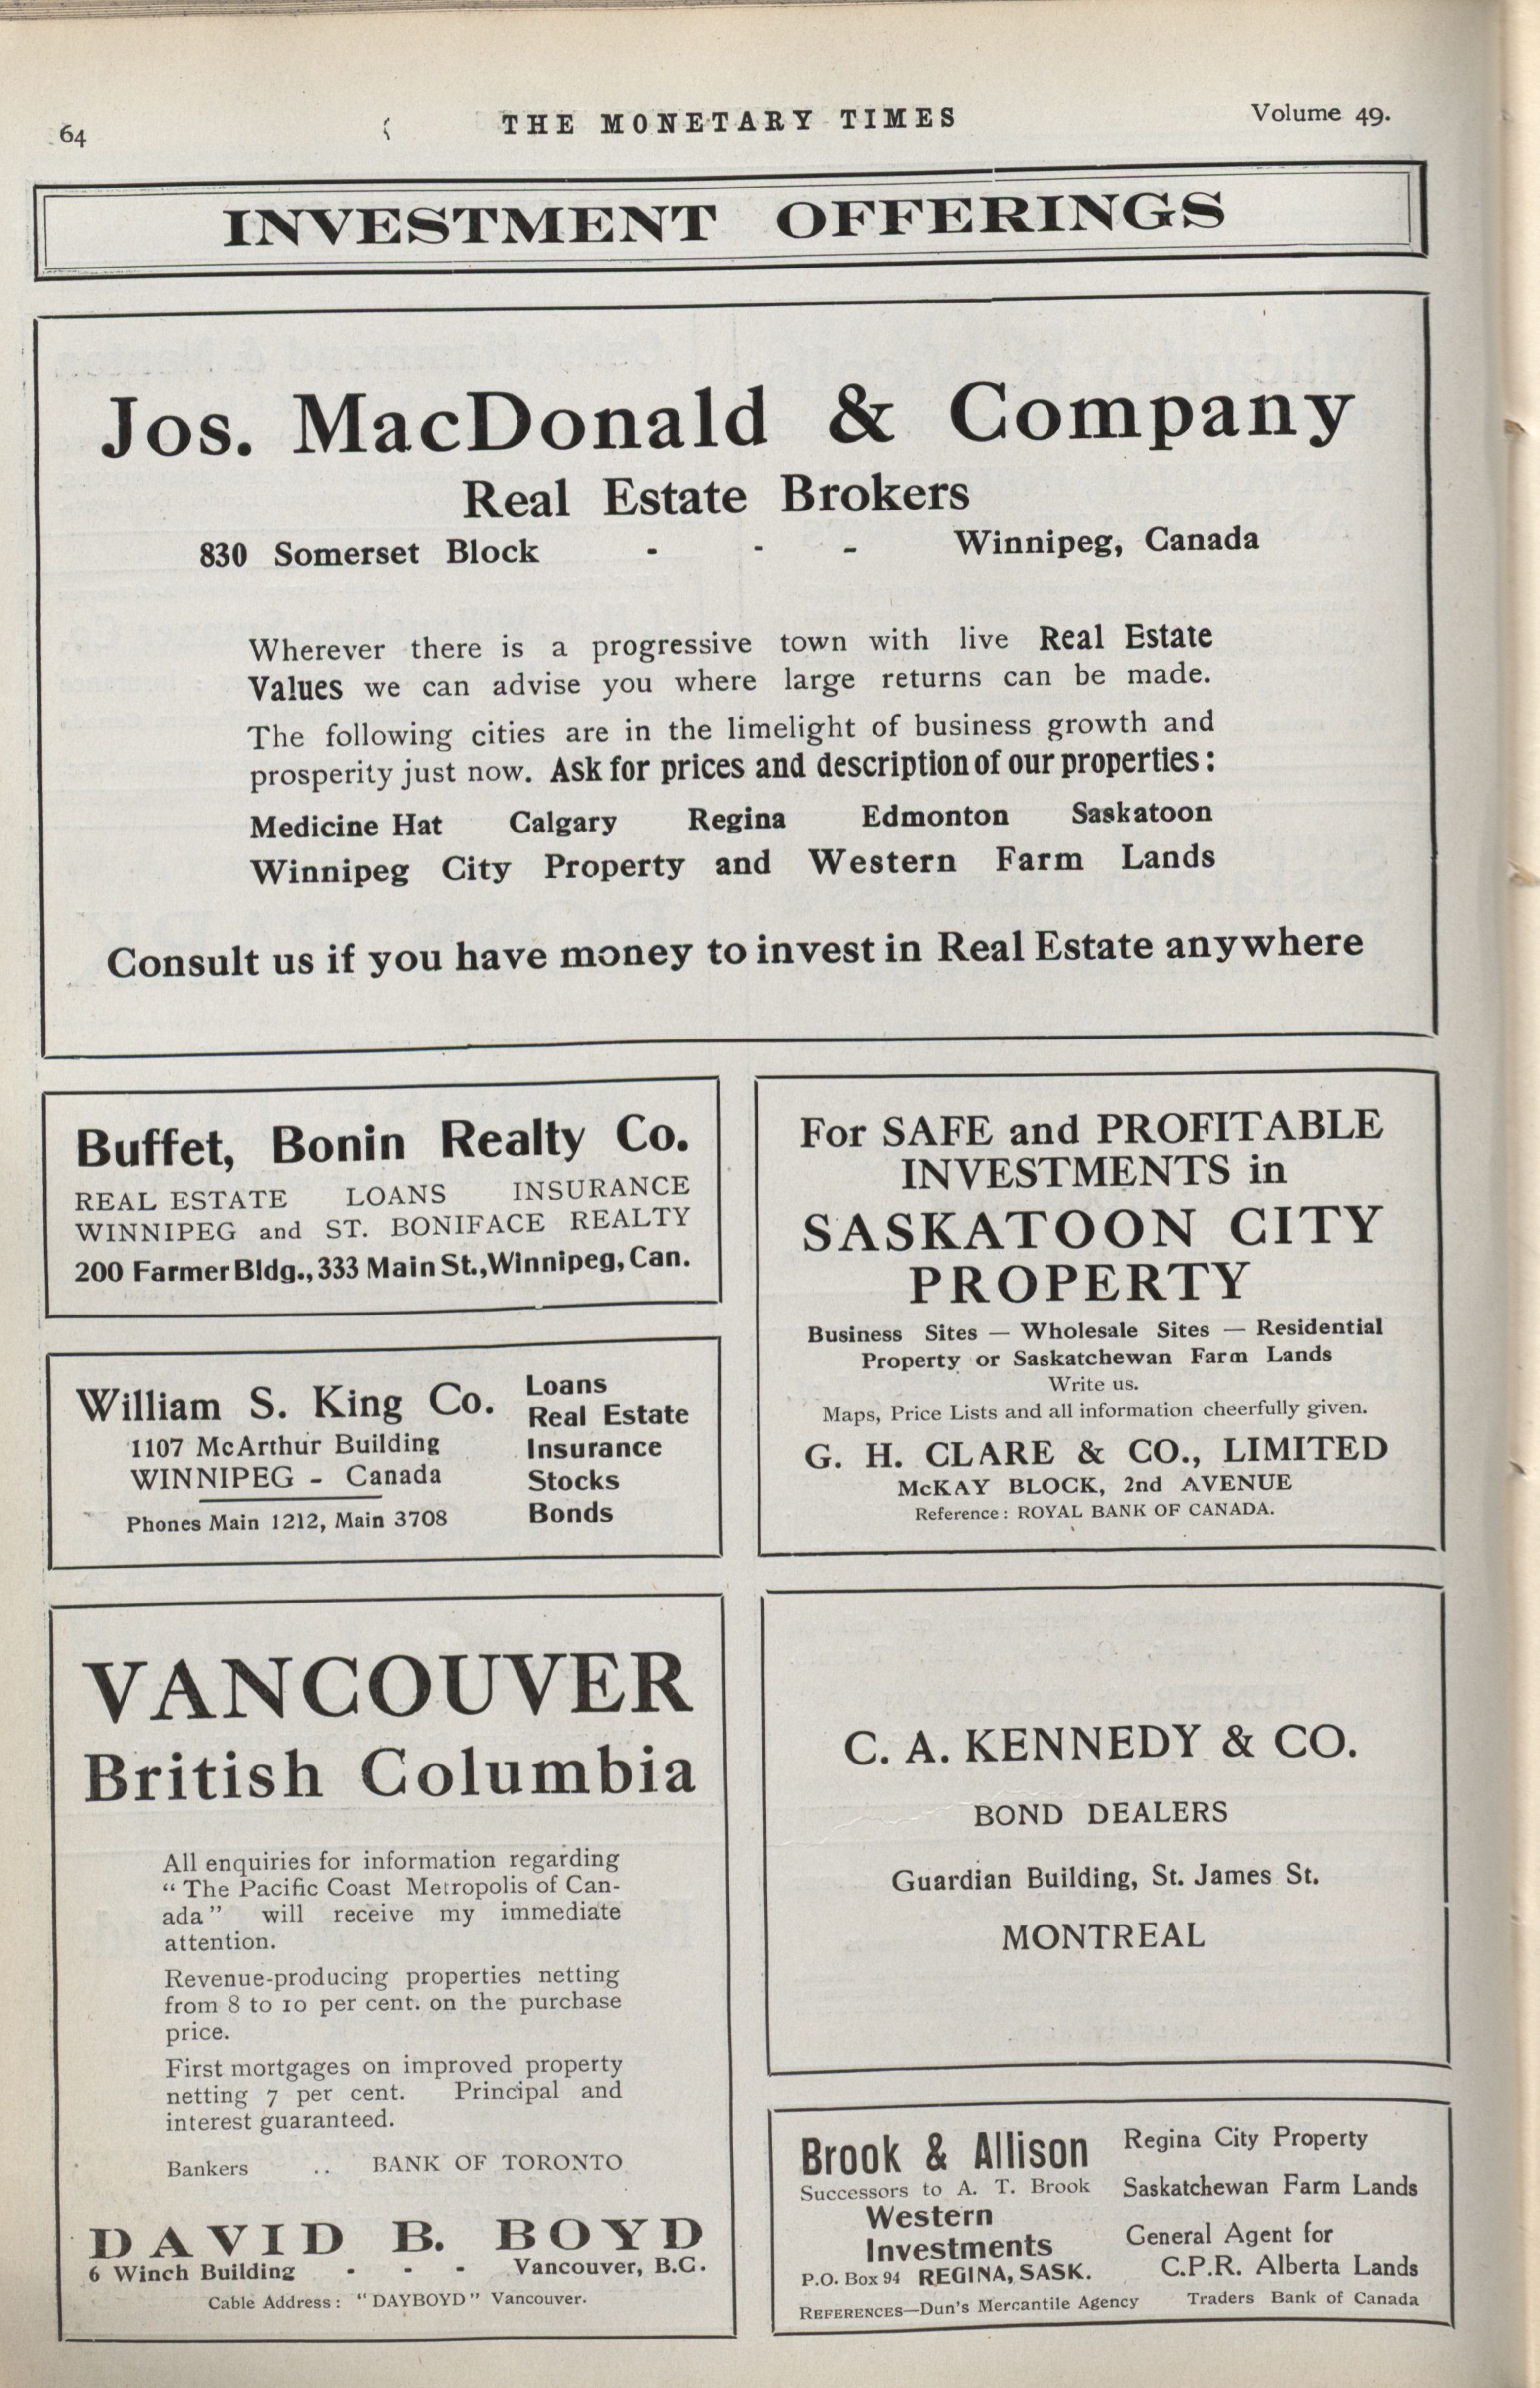 64
THE MONETARY TIMES
Volume 49.
INVESTMENT OFFERINGS
Jos. MacDonald & Company
Real Estate Brokers
830 Somerset Block - - - Winnipeg, Canada
Wherever there is a progressive town with live Real Estate
Values we can advise you where large returns can be made.
The following cities are in the limelight of business growth and
prosperity just now. Ask for prices and description of our properties:
Medicine Hat Calgary Regina Edmonton Saskatoon
Winnipeg City Property and Western Farm Lands
Consult us if you have money to invest in Real Estate anywhere
Buffet, Bonin Realty Co.
REAL ESTATE LOANS INSURANCE
WINNIPEG and ST. BONIFACE REALTY
200 Farmer Bldg., 333 Main St., Winnipeg, Can.
William S. King Co.
1107 McArthur Building
WINNIPEG - Canada
Phones Main 1212, Main 3708
Loans
Real Estate
Insurance
Stocks
Bonds
VANCOUVER
British Columbia
All enquiries for information regarding
"The Pacific Coast Metropolis of Can-
ada" will receive my immediate
attention.
Revenue-producing properties netting
from 8 to 10 per cent. on the purchase
price.
First mortgages on improved property
netting 7 per cent. Principal and
interest guaranteed.
Bankers .. BANK OF TORONTO
DAVID B. BOYD
6 Winch Building - - - Vancouver, B.C.
Cable Address: "DAYBOYD" Vancouver.
For SAFE and PROFITABLE
INVESTMENTS in
SASKATOON CITY
PROPERTY
Business Sites — Wholesale Sites — Residential
Property or Saskatchewan Farm Lands
Write us.
Maps, Price Lists and all information cheerfully given.
G. H. CLARE & CO., LIMITED
McKAY BLOCK, 2nd AVENUE
Reference: ROYAL BANK OF CANADA.
C. A. KENNEDY & CO.
BOND DEALERS
Guardian Building, St. James St.
MONTREAL
Brook & Allison
Successors to A. T. Brook
Western
Investments
P.O. Box 94 REGINA, SASK.
Regina City Property
Saskatchewan Farm Lands
General Agent for
C.P.R. Alberta Lands
REFERENCES—Dun's Mercantile Agency Traders Bank of Canada